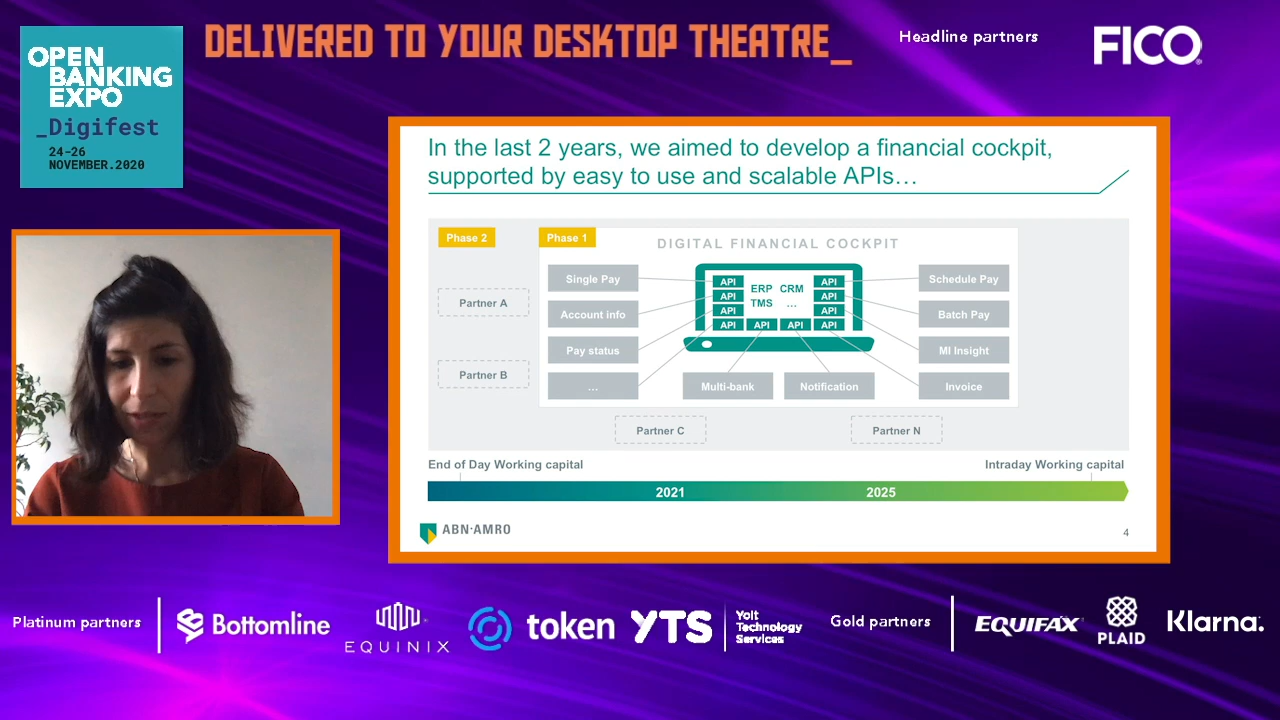 OPEN
BANKING
EXPO
_Digifest
24-26
NOVEMBER.2020
DELIVERED TO YOUR DESKTOP THEATRE_
Headline partners
FICO
In the last 2 years, we aimed to develop a financial cockpit,
supported by easy to use and scalable APIs…
Phase 2
Phase 1
DIGITAL FINANCIAL COCKPIT
Partner A
Partner B
Single Pay
Account info
Pay status
...
API
API
API
API
API
API
API
API
API
API
ERP CRM
TMS ...
Schedule Pay
Batch Pay
MI Insight
Invoice
Multi-bank
Notification
Partner C
Partner N
End of Day Working capital
Intraday Working capital
2021
2025
ABN·AMRO
4
Platinum partners
Bottomline
EQUINIX
token
YTS
Yolt
Technology
Services
Gold partners
EQUIFAX
PLAID
Klarna.